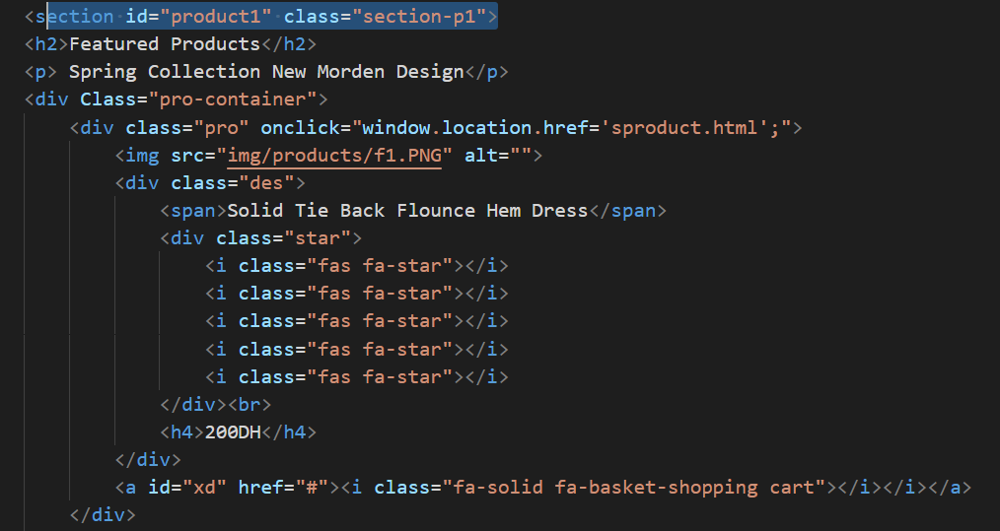 <section id="product1" class="section-p1">
<h2>Featured Products</h2>
<p> Spring Collection New Morden Design</p>
<div Class="pro-container">
<div class="pro" onclick="window.location.href='sproduct.html';">
<img src="img/products/f1.PNG" alt="">
<div class="des">
<span>Solid Tie Back Flounce Hem Dress</span>
<div class="star">
<i class="fas fa-star"></i>
<i class="fas fa-star"></i>
<i class="fas fa-star"></i>
<i class="fas fa-star"></i>
<i class="fas fa-star"></i>
</div><br>
<h4>200DH</h4>
</div>
<a id="xd" href="#"><i class="fa-solid fa-basket-shopping cart"></i></i></a>
</div>